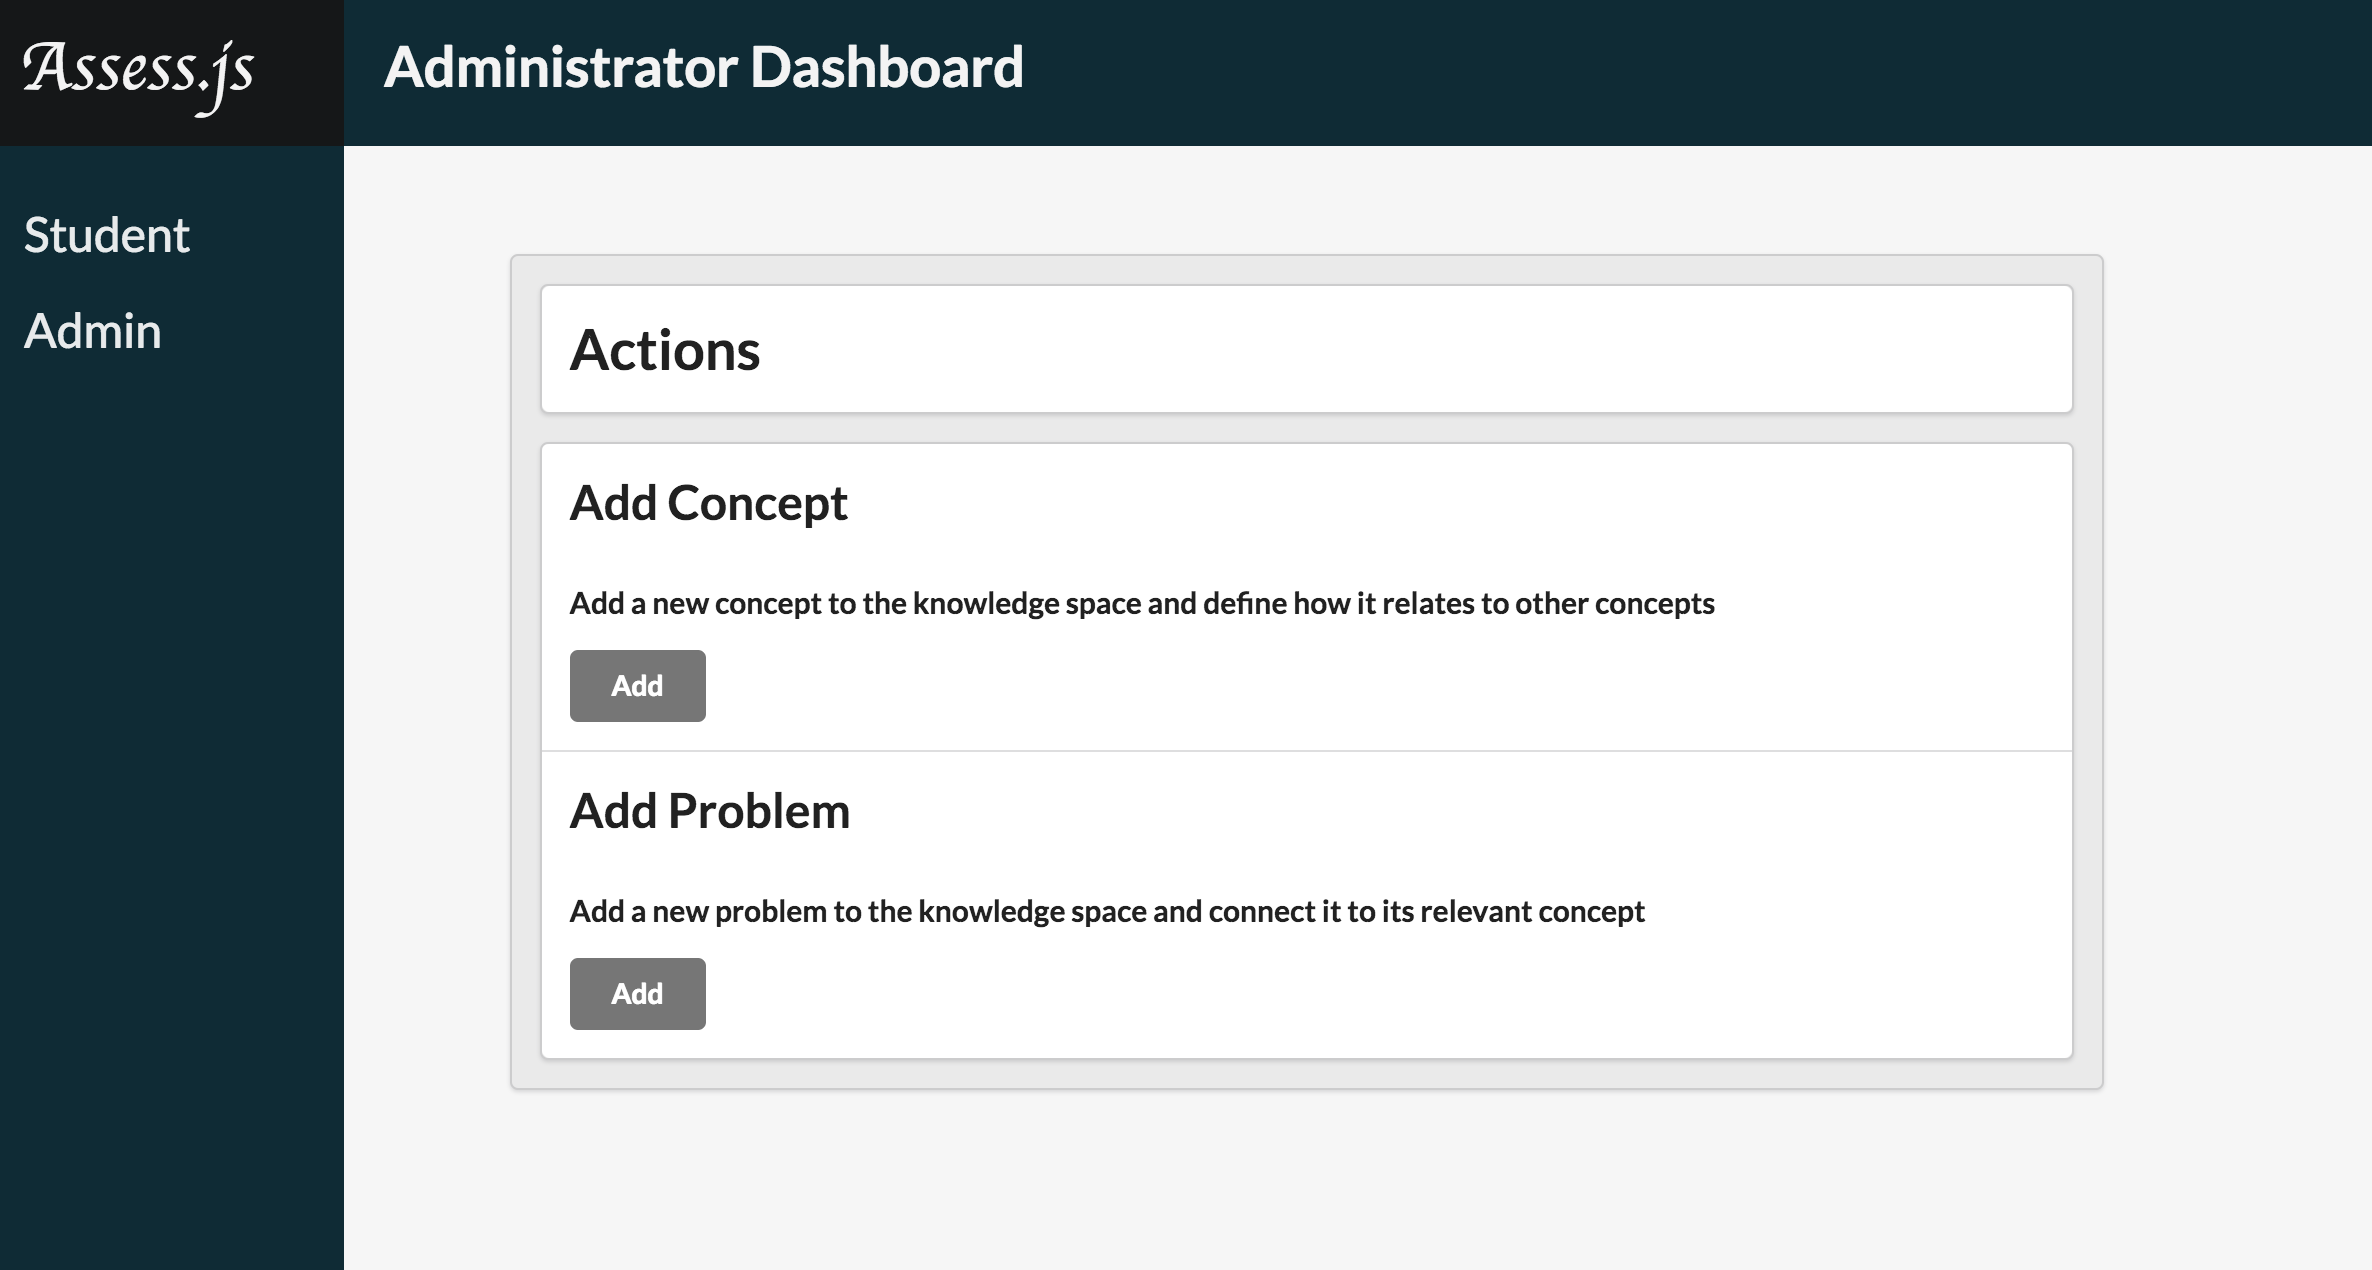 Assess.js
Administrator Dashboard
Student
Admin
Actions
Add Concept
Add a new concept to the knowledge space and define how it relates to other concepts
Add
Add Problem
Add a new problem to the knowledge space and connect it to its relevant concept
Add